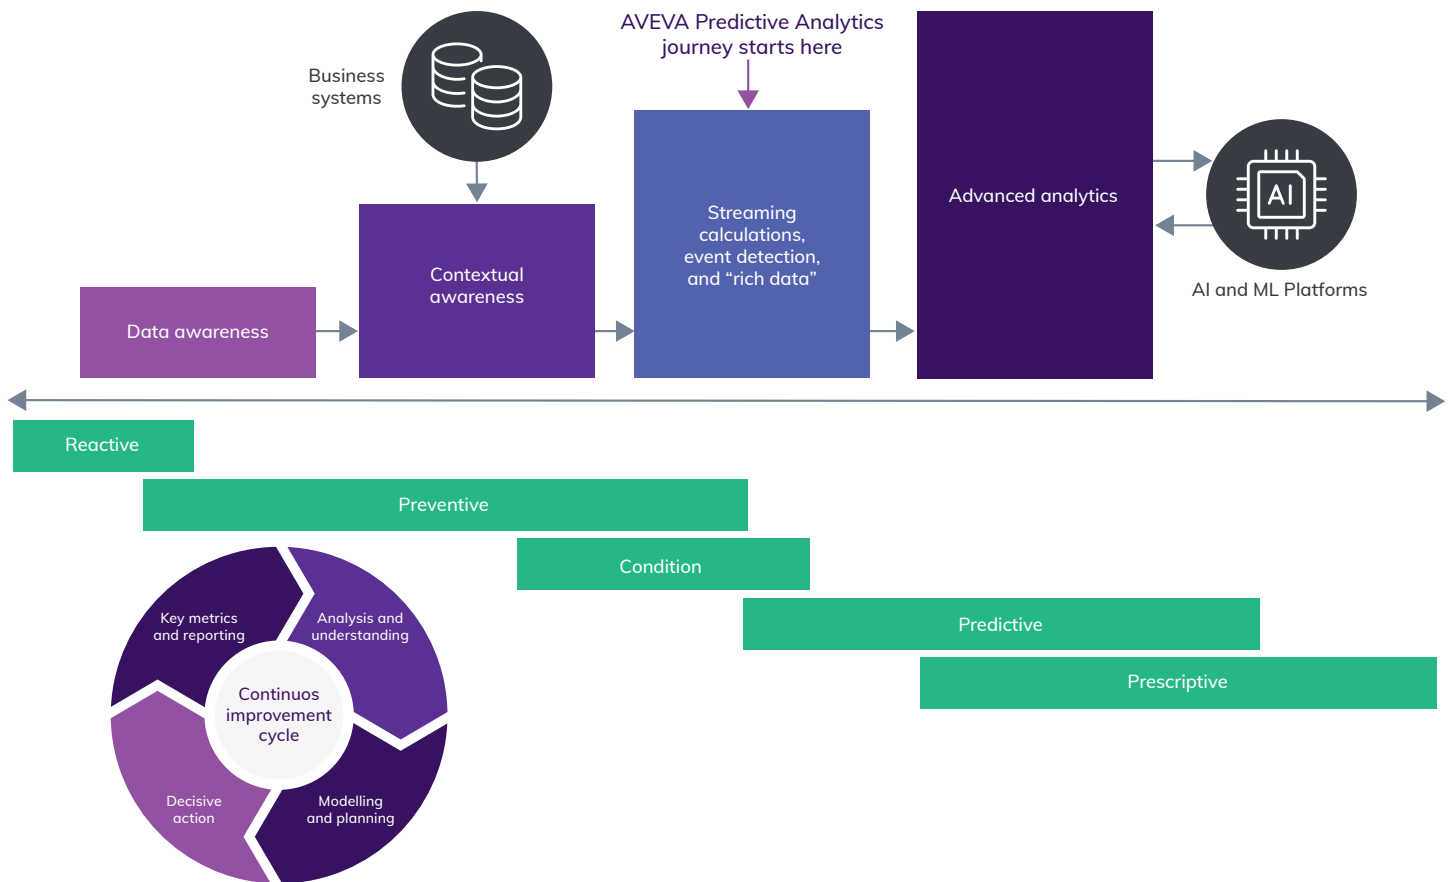 AVEVA Predictive Analytics
journey starts here
Business
systems
Streaming
calculations,
event detection,
and “rich data”
Advanced analytics
AI
AI and ML Platforms
Contextual
awareness
Data awareness
Reactive
Preventive
Condition
Predictive
Prescriptive
Key metrics
and reporting
Analysis and
understanding
Continuos
improvement
cycle
Decisive
action
Modelling
and planning